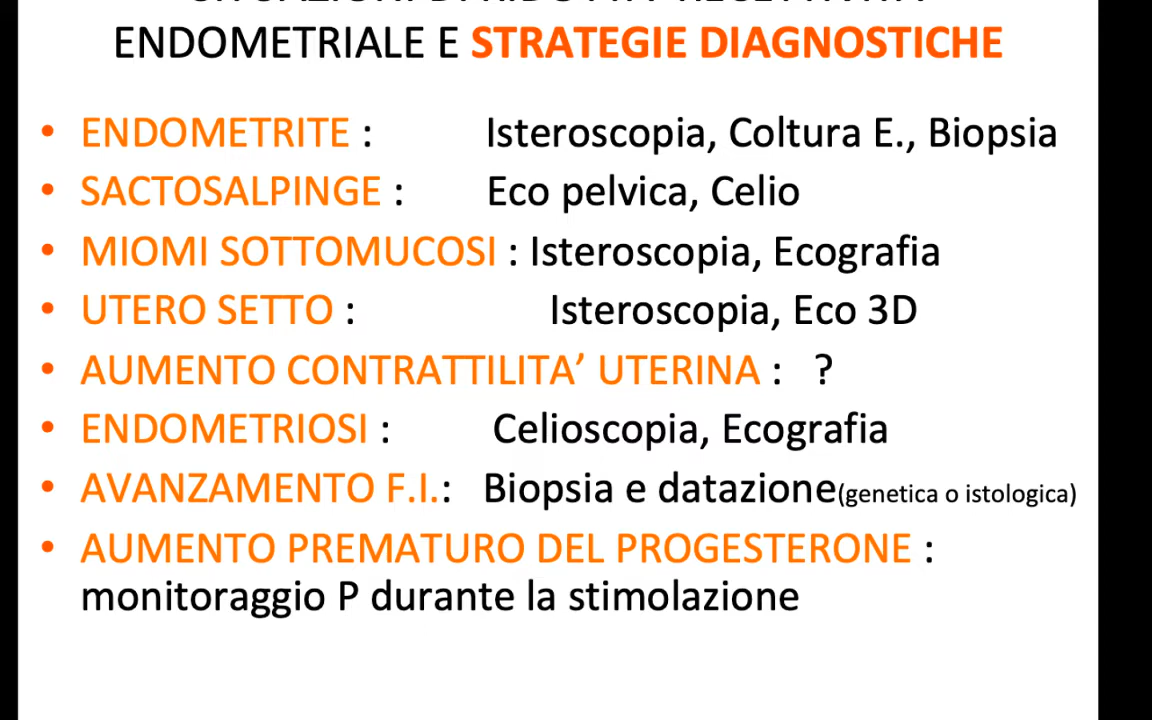 ENDOMETRIALE E STRATEGIE DIAGNOSTICHE
• ENDOMETRITE : Isteroscopia, Coltura E., Biopsia
• SACTOSALPINGE : Eco pelvica, Celio
• MIOMI SOTTOMUCOSI : Isteroscopia, Ecografia
• UTERO SETTO : Isteroscopia, Eco 3D
• AUMENTO CONTRATTILITA’ UTERINA : ?
• ENDOMETRIOSI : Celioscopia, Ecografia
• AVANZAMENTO F.I.: Biopsia e datazione(genetica o istologica)
• AUMENTO PREMATURO DEL PROGESTERONE :
monitoraggio P durante la stimolazione